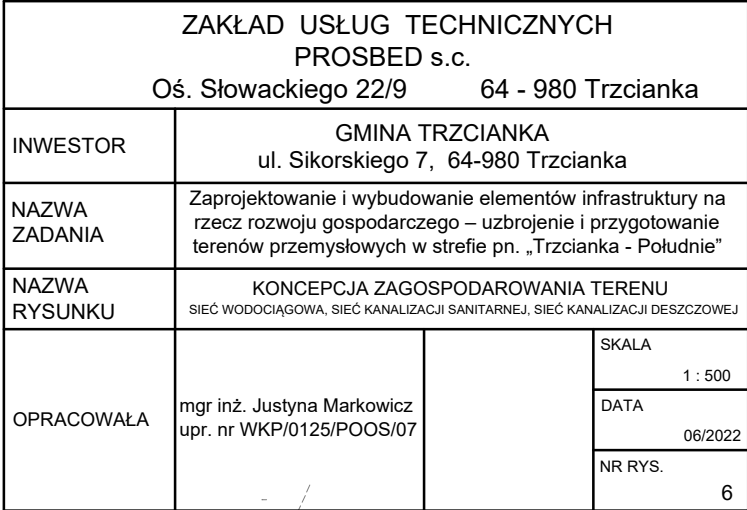 ZAKŁAD USŁUG TECHNICZNYCH
PROSBED s.c.
Oś. Słowackiego 22/9 64 - 980 Trzcianka
INWESTOR
GMINA TRZCIANKA
ul. Sikorskiego 7, 64-980 Trzcianka
NAZWA
ZADANIA
Zaprojektowanie i wybudowanie elementów infrastruktury na
rzecz rozwoju gospodarczego – uzbrojenie i przygotowanie
terenów przemysłowych w strefie pn. „Trzcianka - Południe”
NAZWA
RYSUNKU
KONCEPCJA ZAGOSPODAROWANIA TERENU
SIEĆ WODOCIĄGOWA, SIEĆ KANALIZACJI SANITARNEJ, SIEĆ KANALIZACJI DESZCZOWEJ
OPRACOWAŁA
mgr inż. Justyna Markowicz
upr. nr WKP/0125/POOS/07
SKALA
1 : 500
DATA
06/2022
NR RYS.
6